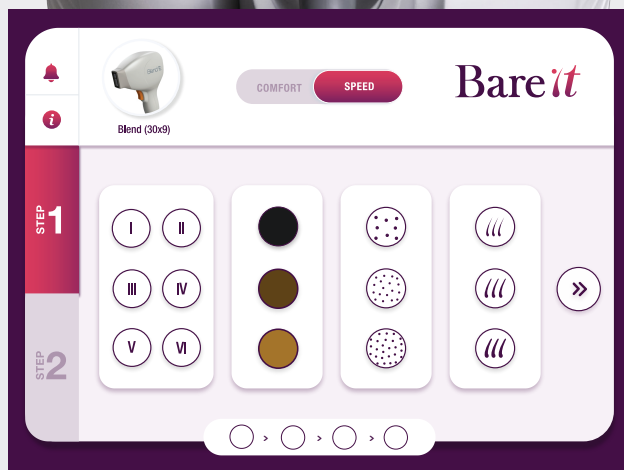 COMFORT
SPEED
Bare it
Blend (30x9)
STEP 1
I II
III IV
V VI
STEP 2